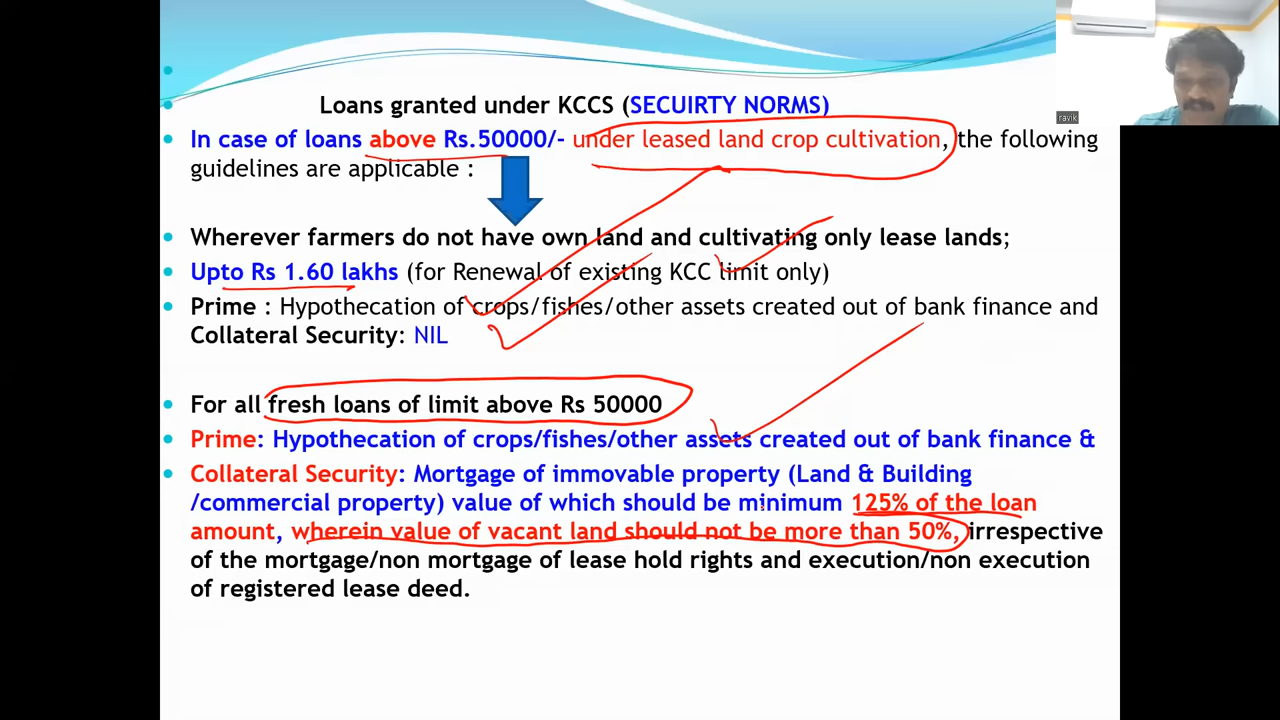 ravik
Loans granted under KCCS (SECUIRTY NORMS)
In case of loans above Rs.50000/- under leased land crop cultivation, the following
guidelines are applicable :
Wherever farmers do not have own land and cultivating only lease lands;
Upto Rs 1.60 lakhs (for Renewal of existing KCC limit only)
Prime : Hypothecation of crops/fishes/other assets created out of bank finance and
Collateral Security: NIL
For all fresh loans of limit above Rs 50000
Prime: Hypothecation of crops/fishes/other assets created out of bank finance &
Collateral Security: Mortgage of immovable property (Land & Building
/commercial property) value of which should be minimum 125% of the loan
amount, wherein value of vacant land should not be more than 50%, irrespective
of the mortgage/non mortgage of lease hold rights and execution/non execution
of registered lease deed.